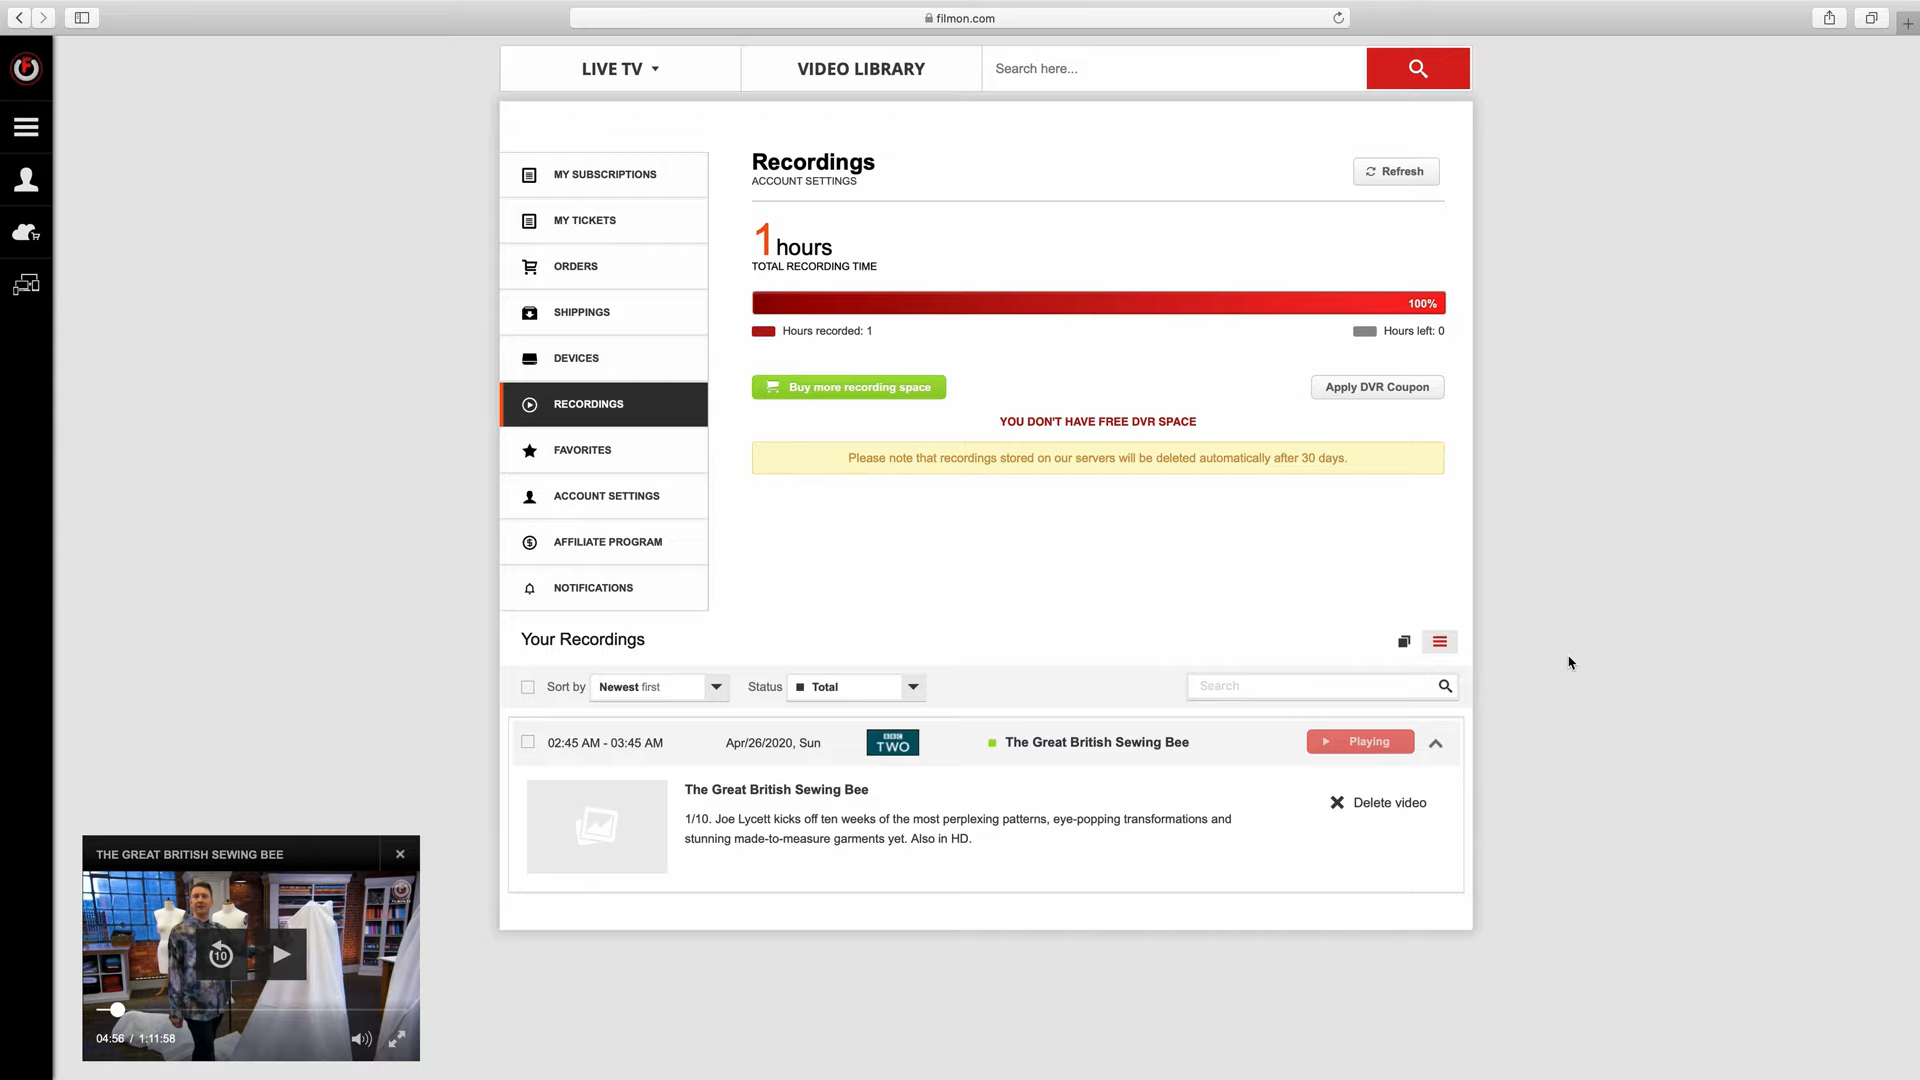 filmon.com
LIVE TV
VIDEO LIBRARY
Search here...
MY SUBSCRIPTIONS
MY TICKETS
ORDERS
SHIPPINGS
DEVICES
RECORDINGS
FAVORITES
ACCOUNT SETTINGS
AFFILIATE PROGRAM
NOTIFICATIONS
Recordings
ACCOUNT SETTINGS
Refresh
1 hours
TOTAL RECORDING TIME
100%
Hours recorded: 1
Hours left: 0
Buy more recording space
Apply DVR Coupon
YOU DON'T HAVE FREE DVR SPACE
Please note that recordings stored on our servers will be deleted automatically after 30 days.
Your Recordings
Sort by Newest first Status Total Search
02:45 AM - 03:45 AM Apr/26/2020, Sun BBC TWO The Great British Sewing Bee Playing
The Great British Sewing Bee
Delete video
1/10. Joe Lycett kicks off ten weeks of the most perplexing patterns, eye-popping transformations and
stunning made-to-measure garments yet. Also in HD.
THE GREAT BRITISH SEWING BEE
FILMON.TV
10
04:56 / 1:11:58